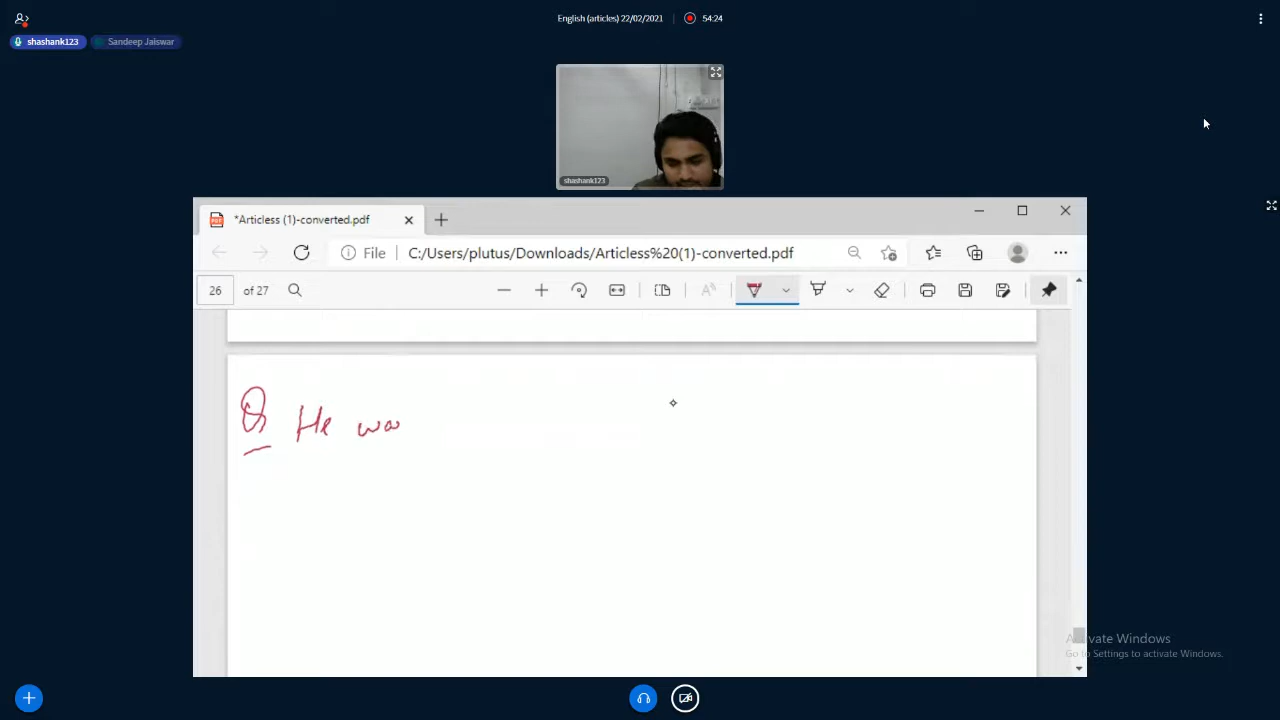 English (articles) 22/02/2021 54:24
shashank123 Sandeep Jaiswar
shashank123
*Articless (1)-converted.pdf
File C:/Users/plutus/Downloads/Articless%20(1)-converted.pdf
26 of 27
Q He wa
Activate Windows
Go to Settings to activate Windows.